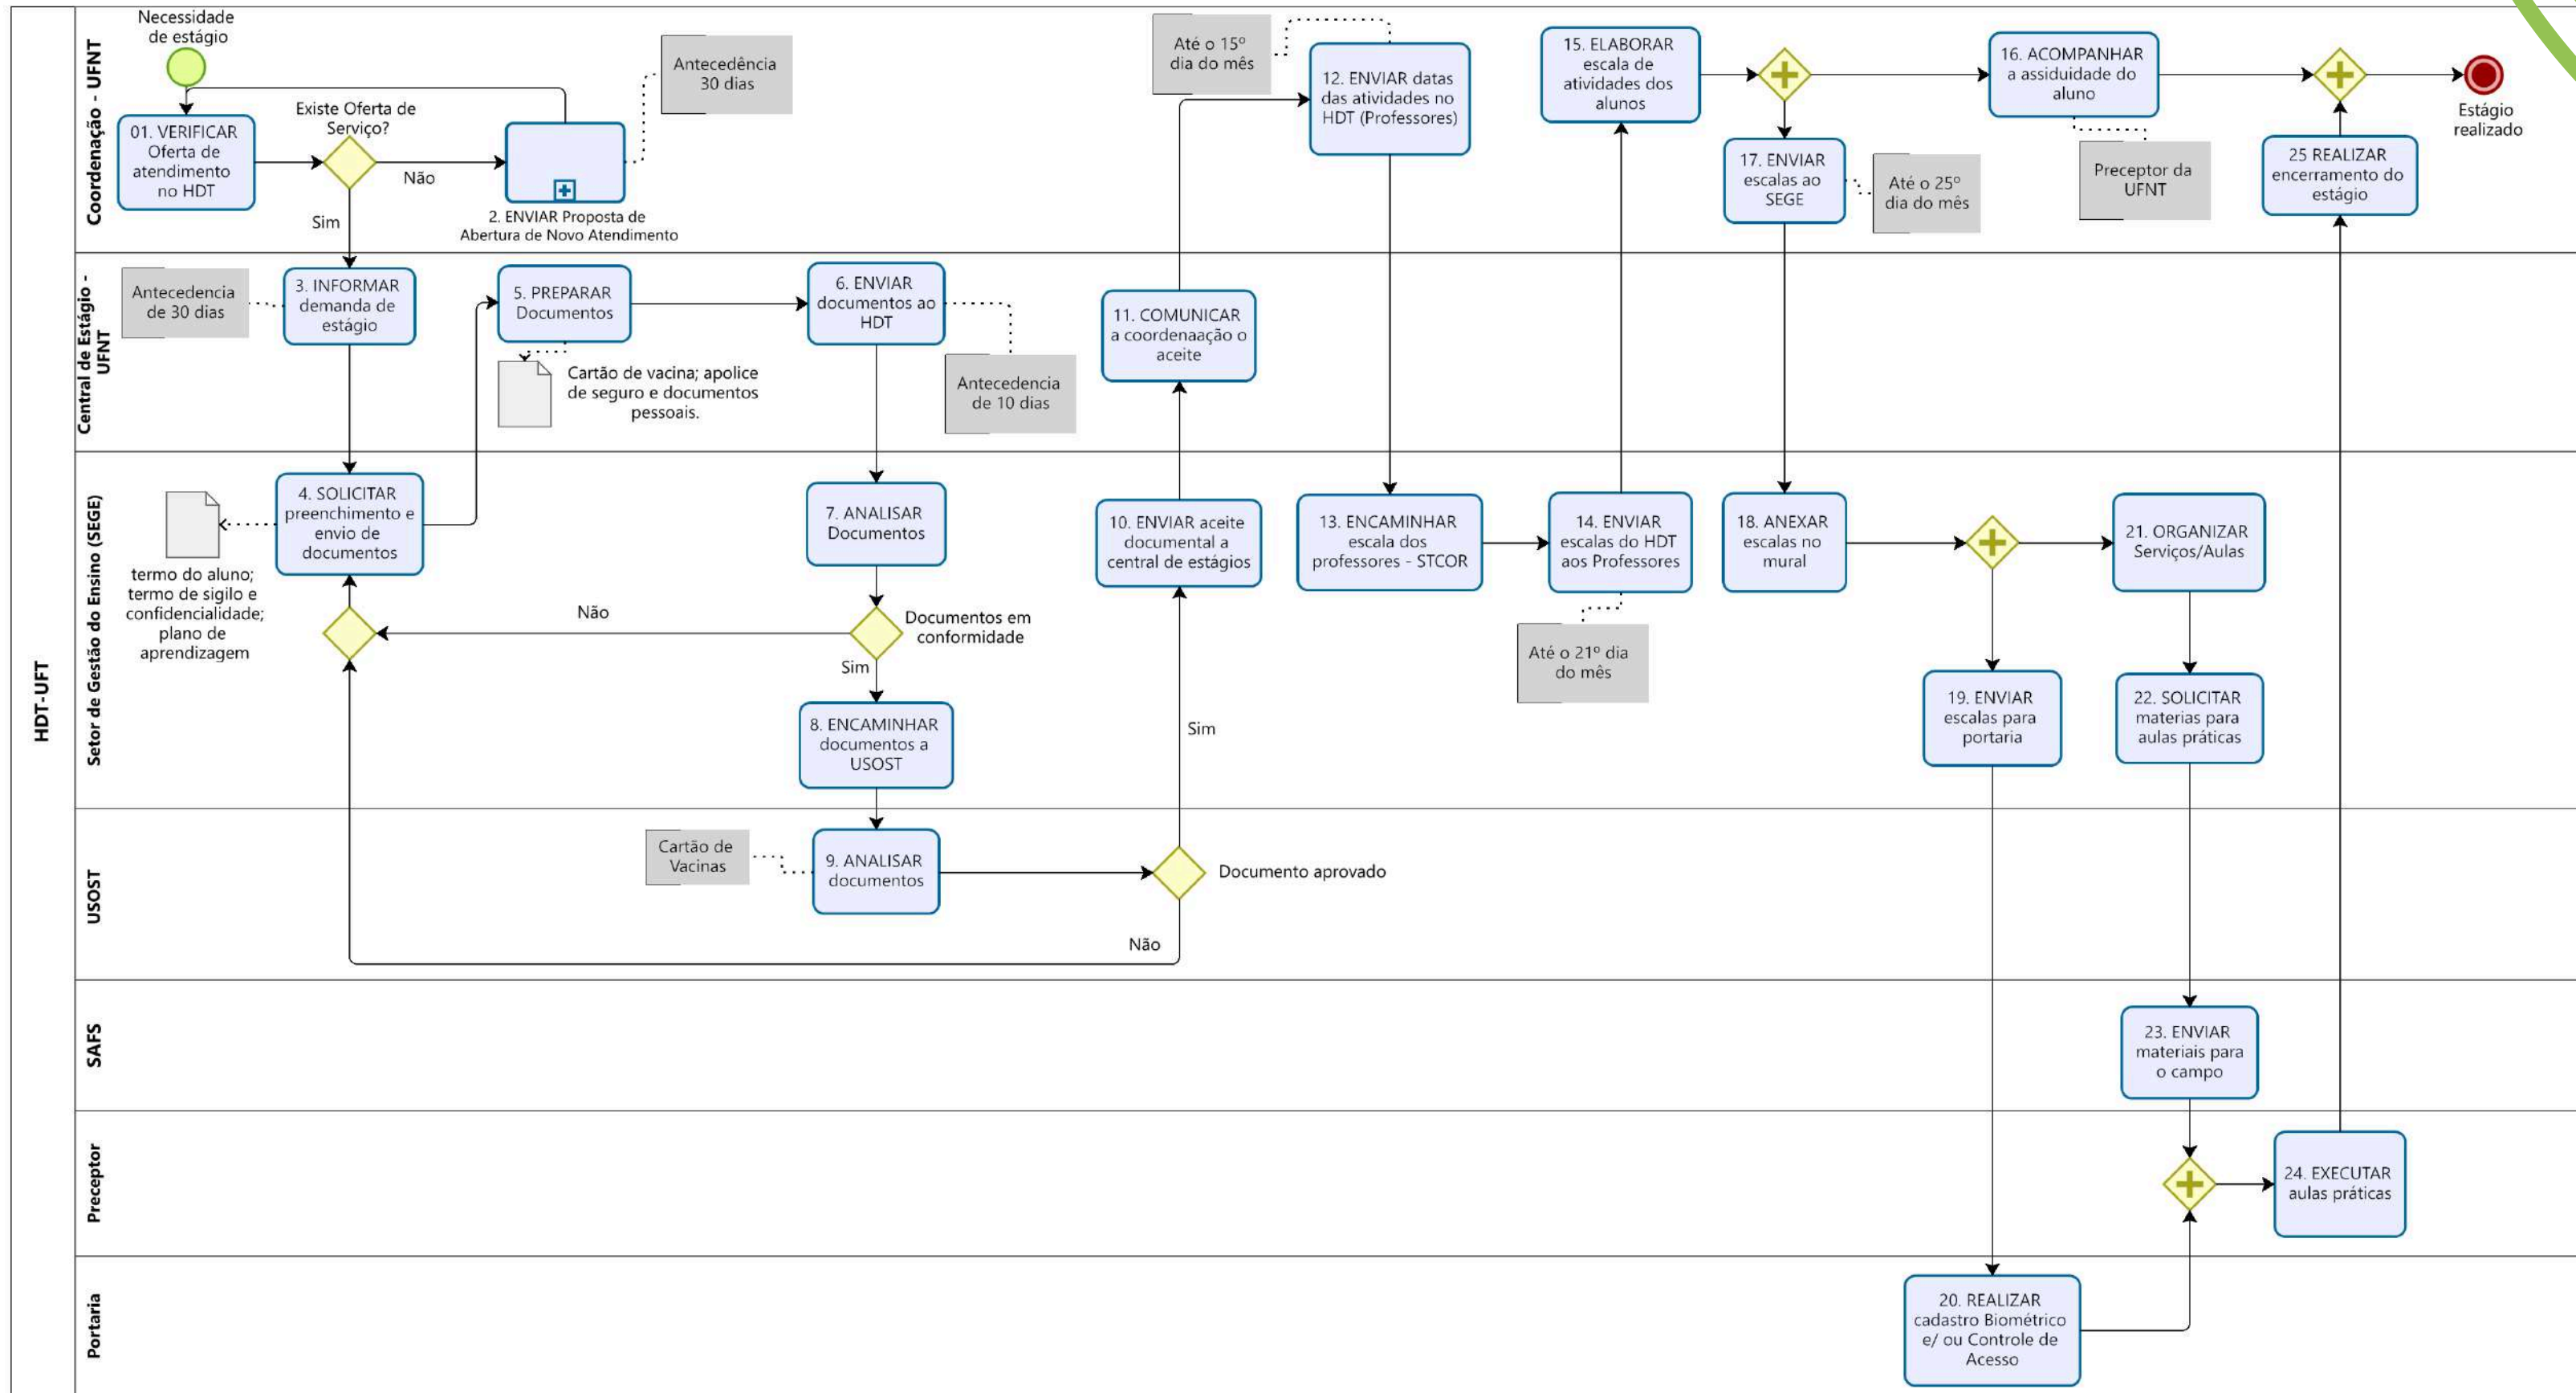 HDT-UFT
Coordenação - UFNT
Necessidade
de estágio
01. VERIFICAR
Oferta de
atendimento
no HDT
Existe Oferta de
Serviço?
Não
Sim
2. ENVIAR Proposta de
Abertura de Novo Atendimento
Antecedência
30 dias
Até o 15º
dia do mês
12. ENVIAR datas
das atividades no
HDT (Professores)
15. ELABORAR
escala de
atividades dos
alunos
17. ENVIAR
escalas ao
SEGE
Até o 25º
dia do mês
16. ACOMPANHAR
a assiduidade do
aluno
Preceptor da
UFNT
25 REALIZAR
encerramento do
estágio
Estágio
realizado
Central de Estágio -
UFNT
Antecedencia
de 30 dias
3. INFORMAR
demanda de
estágio
5. PREPARAR
Documentos
Cartão de vacina; apolice
de seguro e documentos
pessoais.
6. ENVIAR
documentos ao
HDT
Antecedencia
de 10 dias
11. COMUNICAR
a coordenaação o
aceite
Setor de Gestão do Ensino (SEGE)
termo do aluno;
termo de sigilo e
confidencialidade;
plano de
aprendizagem
4. SOLICITAR
preenchimento e
envio de
documentos
Não
7. ANALISAR
Documentos
Documentos em
conformidade
Sim
8. ENCAMINHAR
documentos a
USOST
10. ENVIAR aceite
documental a
central de estágios
Sim
13. ENCAMINHAR
escala dos
professores - STCOR
14. ENVIAR
escalas do HDT
aos Professores
Até o 21º dia
do mês
18. ANEXAR
escalas no
mural
19. ENVIAR
escalas para
portaria
21. ORGANIZAR
Serviços/Aulas
22. SOLICITAR
materias para
aulas práticas
USOST
Cartão de
Vacinas
9. ANALISAR
documentos
Documento aprovado
Não
SAFS
23. ENVIAR
materiais para
o campo
Preceptor
24. EXECUTAR
aulas práticas
Portaria
20. REALIZAR
cadastro Biométrico
e/ ou Controle de
Acesso